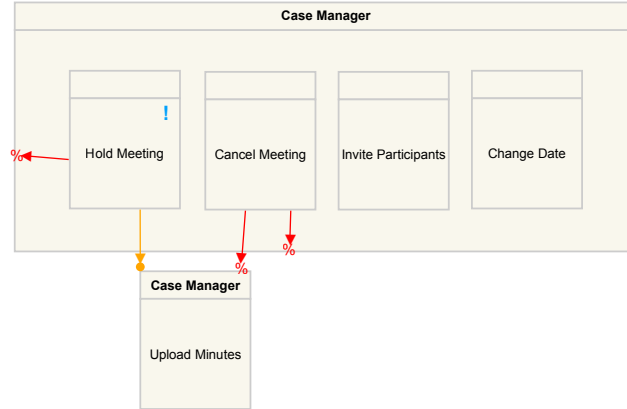 Case Manager
!
Hold Meeting
Cancel Meeting
Invite Participants
Change Date
%
%
%
Case Manager
Upload Minutes